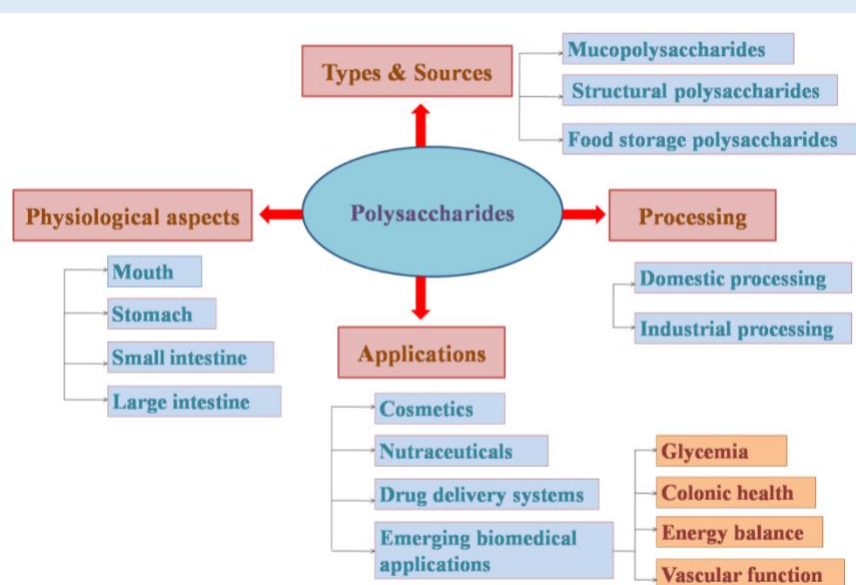 Types & Sources
Mucopolysaccharides
Structural polysaccharides
Food storage polysaccharides
Polysaccharides
Physiological aspects
Mouth
Stomach
Small intestine
Large intestine
Processing
Domestic processing
Industrial processing
Applications
Cosmetics
Nutraceuticals
Drug delivery systems
Emerging biomedical
applications
Glycemia
Colonic health
Energy balance
Vascular function